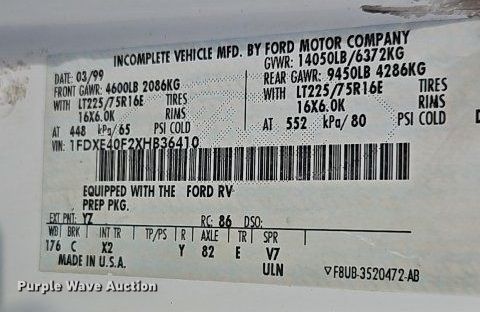 INCOMPLETE VEHICLE MFD. BY FORD MOTOR COMPANY
DATE: 03/99 GVWR: 14050LB/6372KG
FRONT GAWR: 4600LB 2086KG REAR GAWR: 9450LB 4286KG
WITH LT225/75R16E TIRES WITH LT225/75R16E TIRES
16X6.0K RIMS 16X6.0K RIMS
AT 448 kPa/65 PSI COLD AT 552 kPa/80 PSI COLD
VIN: 1FDXE40F2XHB36410
EQUIPPED WITH THE FORD RV
PREP PKG.
EXT PNT: YZ RC: 86 DSO:
WB BRK INT TR TP/PS R AXLE TR SPR
176 C X2 Y 82 E V7
MADE IN U.S.A. ULN ▽F8UB-3520472-AB
Purple Wave Auction